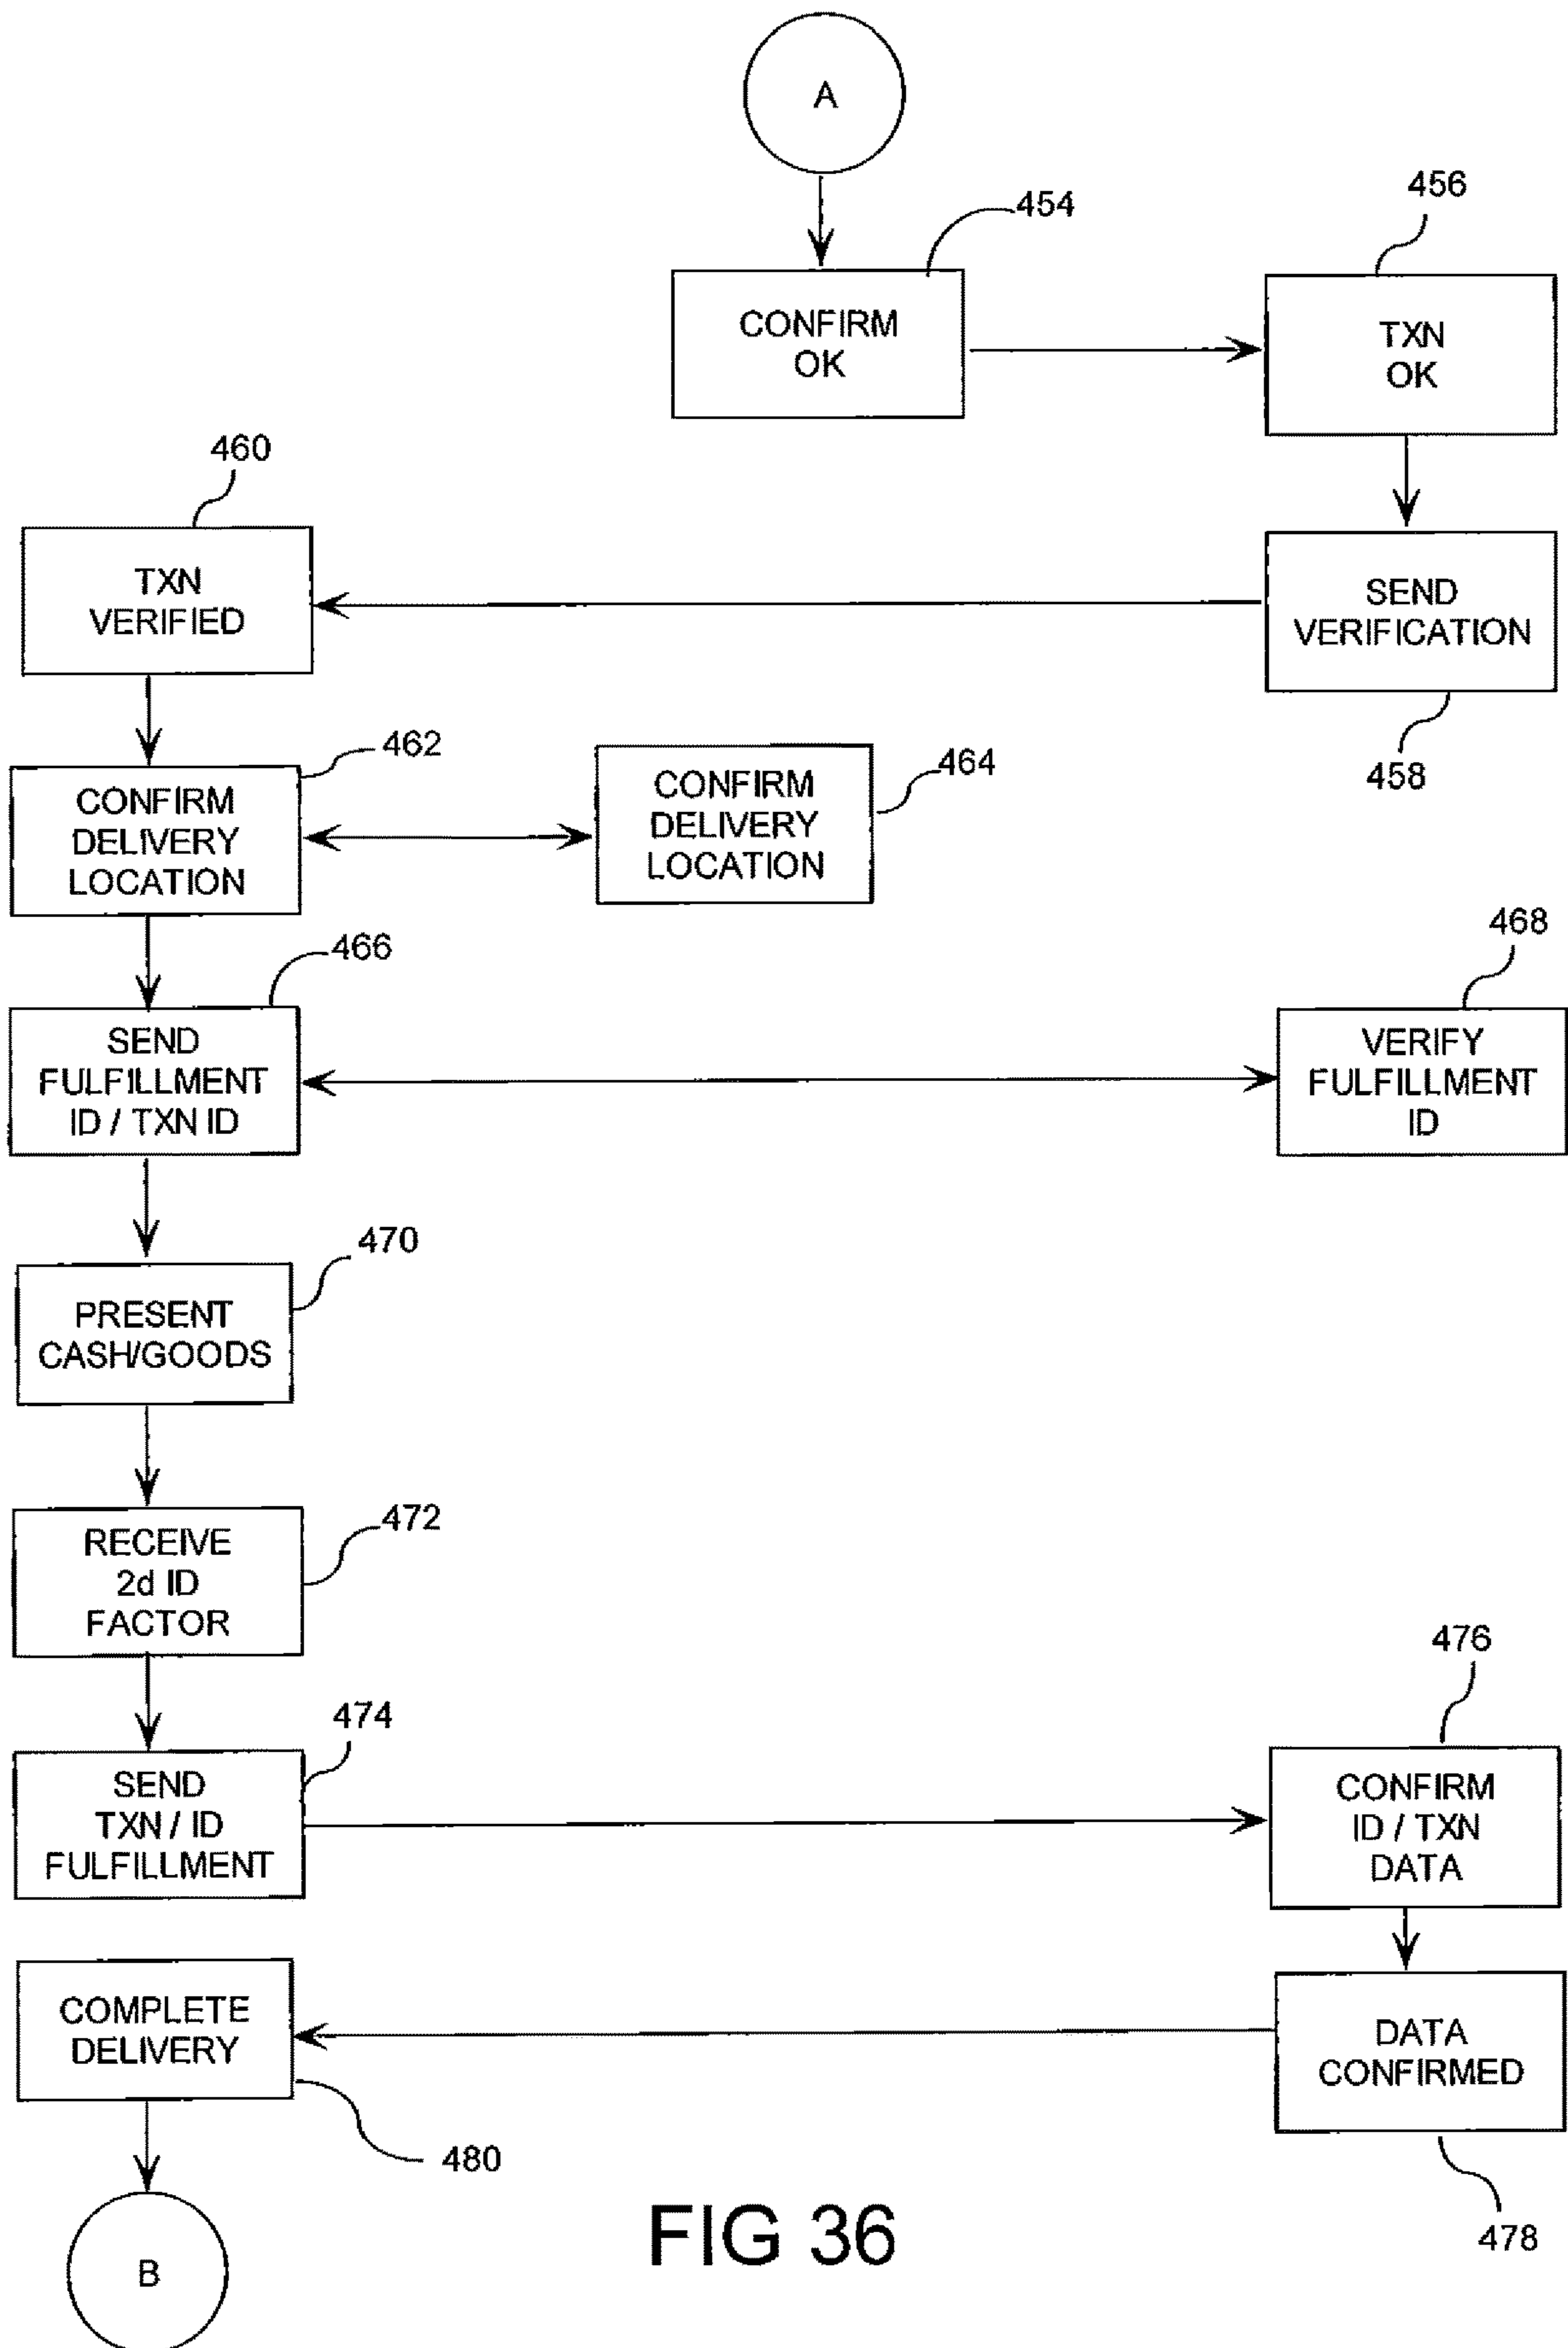 A
454
456
CONFIRM
OK
TXN
OK
460
TXN
VERIFIED
SEND
VERIFICATION
458
462
CONFIRM
DELIVERY
LOCATION
464
CONFIRM
DELIVERY
LOCATION
466
468
SEND
FULFILLMENT
ID / TXN ID
VERIFY
FULFILLMENT
ID
470
PRESENT
CASH/GOODS
472
RECEIVE
2d ID
FACTOR
474
476
SEND
TXN / ID
FULFILLMENT
CONFIRM
ID / TXN
DATA
COMPLETE
DELIVERY
480
DATA
CONFIRMED
478
B
FIG 36